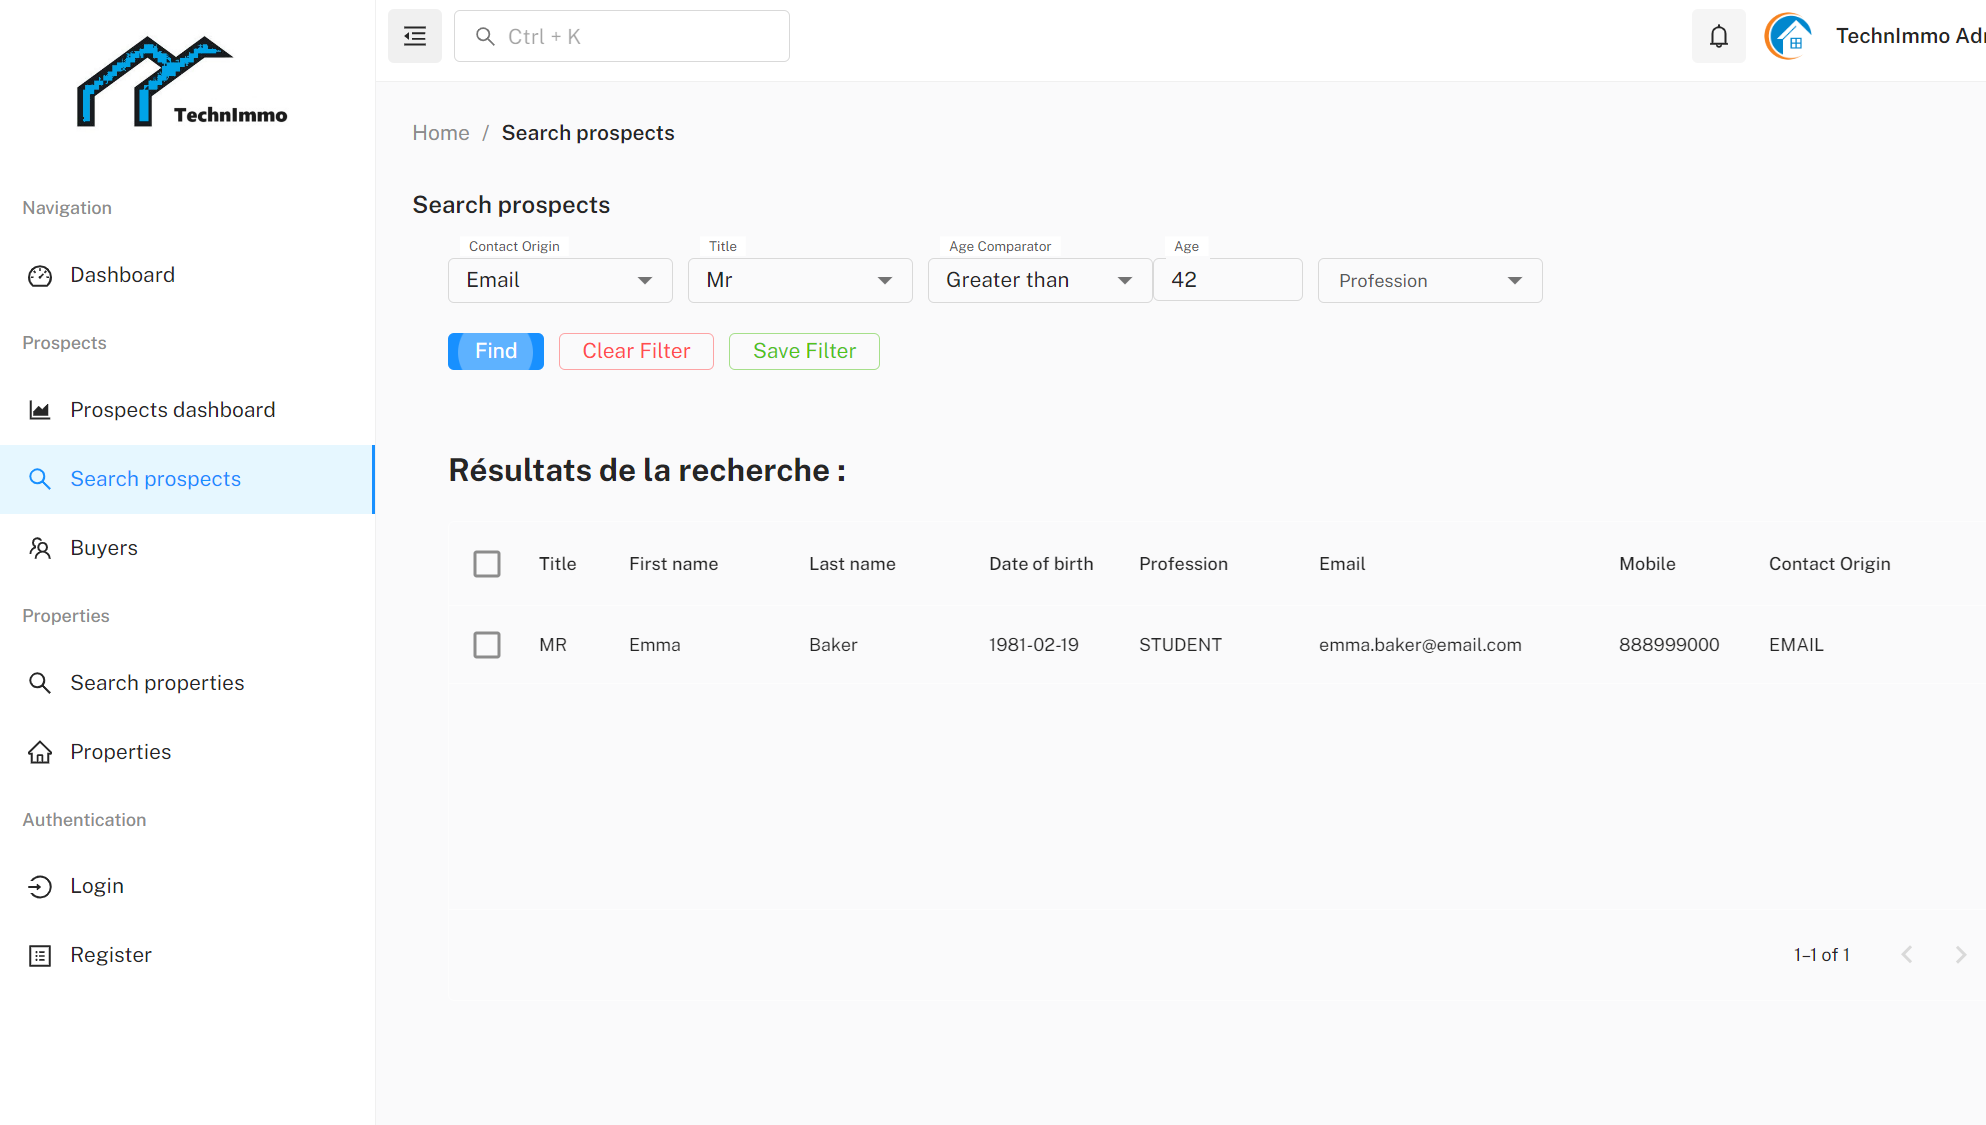 TechnImmo
Navigation
Dashboard
Prospects
Prospects dashboard
Search prospects
Buyers
Properties
Search properties
Properties
Authentication
Login
Register
Ctrl + K
TechnImmo
Home / Search prospects
Search prospects
Contact Origin Title Age Comparator Age
Email Mr Greater than 42 Profession
Find Clear Filter Save Filter
Résultats de la recherche :
Title First name Last name Date of birth Profession Email Mobile Contact Origin
MR Emma Baker 1981-02-19 STUDENT emma.baker@email.com 888999000 EMAIL
1–1 of 1